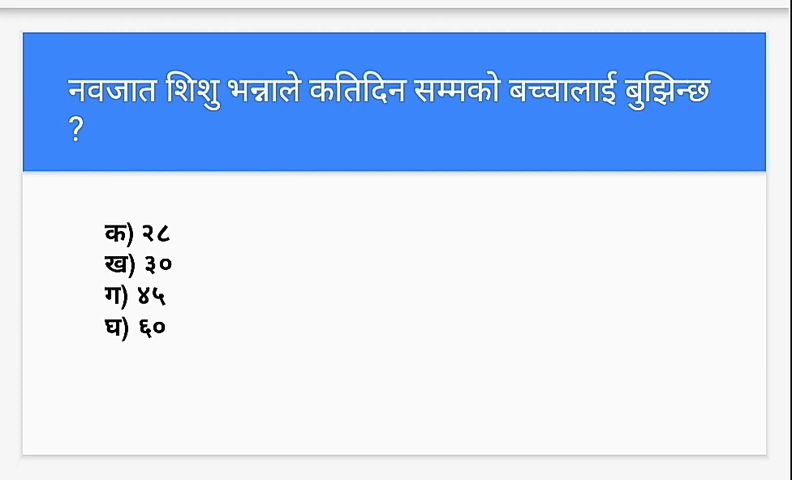 नवजात शिशु भन्नाले कतिदिन सम्मको बच्चालाई बुझिन्छ
?
क) २८
ख) ३०
ग) ४५
घ) ६०